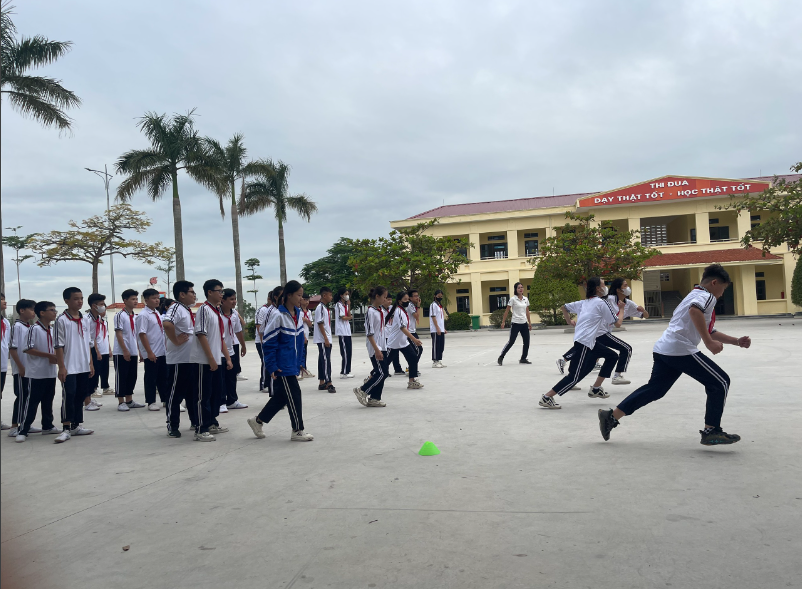 THI ĐUA
DẠY THẬT TỐT - HỌC THẬT TỐT